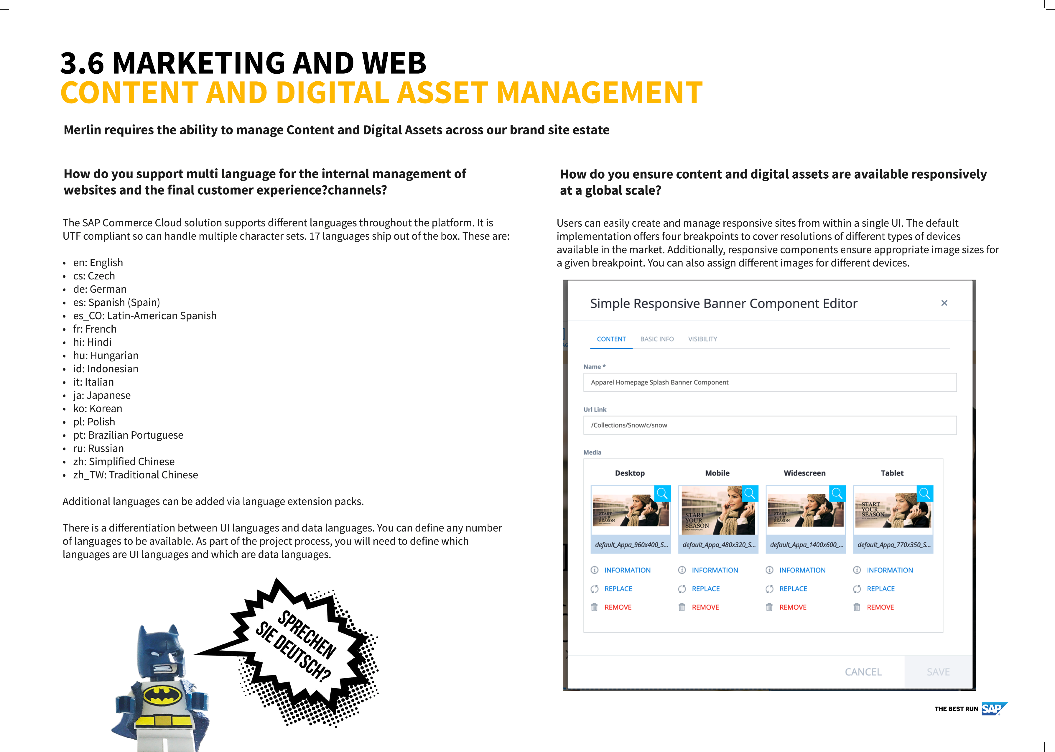 3.6 MARKETING AND WEB
CONTENT AND DIGITAL ASSET MANAGEMENT
Merlin requires the ability to manage Content and Digital Assets across our brand site estate
How do you support multi language for the internal management of
websites and the final customer experience?channels?
The SAP Commerce Cloud solution supports different languages throughout the platform. It is
UTF compliant so can handle multiple character sets. 17 languages ship out of the box. These are:
• en: English
• cs: Czech
• de: German
• es: Spanish (Spain)
• es_CO: Latin-American Spanish
• fr: French
• hi: Hindi
• hu: Hungarian
• id: Indonesian
• it: Italian
• ja: Japanese
• ko: Korean
• pl: Polish
• pt: Brazilian Portuguese
• ru: Russian
• zh: Simplified Chinese
• zh_TW: Traditional Chinese
Additional languages can be added via language extension packs.
There is a differentiation between UI languages and data languages. You can define any number
of languages to be available. As part of the project process, you will need to define which
languages are UI languages and which are data languages.
SPRECHEN
SIE DEUTSCH?
How do you ensure content and digital assets are available responsively
at a global scale?
Users can easily create and manage responsive sites from within a single UI. The default
implementation offers four breakpoints to cover resolutions of different types of devices
available in the market. Additionally, responsive components ensure appropriate image sizes for
a given breakpoint. You can also assign different images for different devices.
Simple Responsive Banner Component Editor ×
CONTENT BASIC INFO VISIBILITY
Name *
Apparel Homepage Splash Banner Component
Url Link
/Collections/Snow/c/snow
Media
Desktop Mobile Widescreen Tablet
START YOUR SEASON
default_Appa_960x400_S... default_Appa_480x320_S... default_Appa_1400x600_... default_Appa_770x350_S...
INFORMATION INFORMATION INFORMATION INFORMATION
REPLACE REPLACE REPLACE REPLACE
REMOVE REMOVE REMOVE REMOVE
CANCEL SAVE
THE BEST RUN SAP